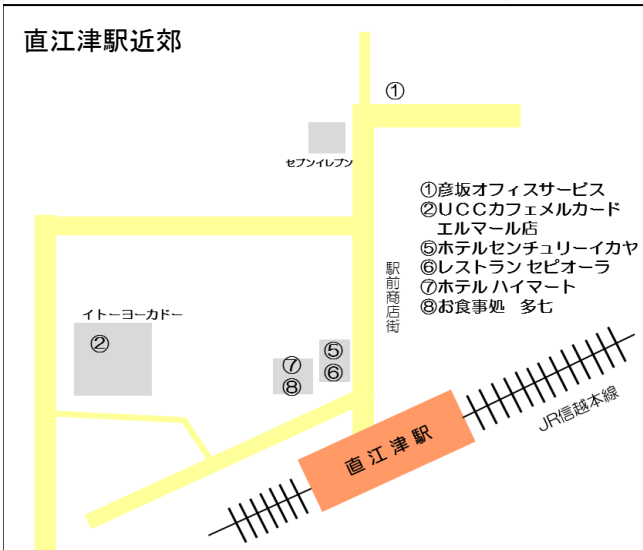 直江津駅近郊
①
セブンイレブン
①彦坂オフィスサービス
②UCCカフェメルカード
エルマール店
⑤ホテルセンチュリーイカヤ
⑥レストラン セピオーラ
⑦ホテル ハイマート
⑧お食事処 多七
駅前商店街
イトーヨーカドー
②
⑤
⑥
⑦
⑧
直江津駅
JR信越本線